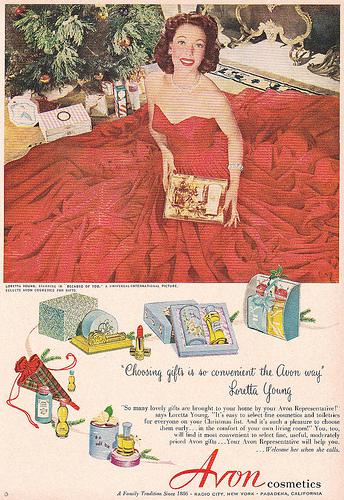 LORETTA YOUNG, STARRING IN "BECAUSE OF YOU," A UNIVERSAL-INTERNATIONAL PICTURE,
SELECTS AVON COSMETICS FOR GIFTS.
"Choosing gifts is so convenient the Avon way"
Loretta Young
"So many lovely gifts are brought to your home by your Avon Representative!"
says Loretta Young. "It's easy to select fine cosmetics and toiletries
for everyone on your Christmas list. And it's such a pleasure to choose
them early . . . in the comfort of your own living room!" You, too,
will find it most convenient to select fine, useful, moderately
priced Avon gifts . . . Your Avon Representative will help you.
. . . Welcome her when she calls.
Avon cosmetics
A Family Tradition Since 1886 - RADIO CITY, NEW YORK - PASADENA, CALIFORNIA